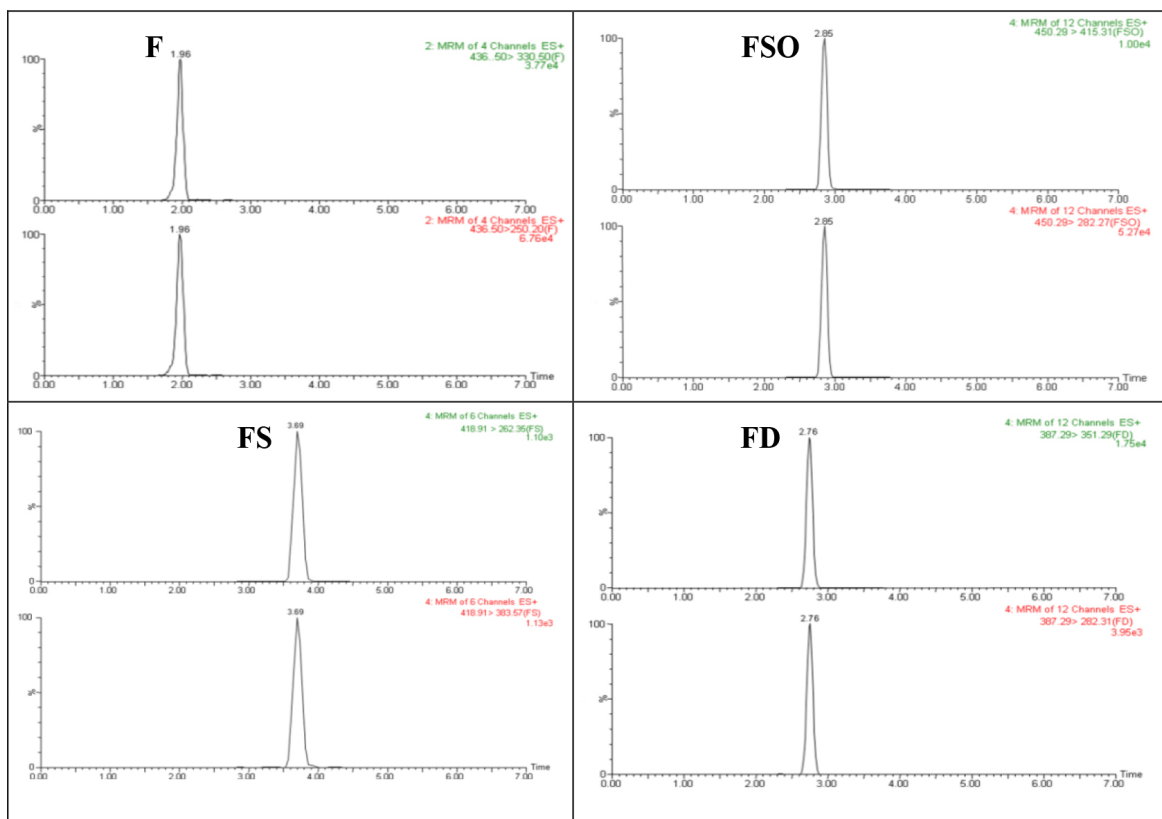 F
2: MRM of 4 Channels ES+
436..50> 330.50(F)
3.77e4
1.96
100
%
0
0.00 1.00 2.00 3.00 4.00 5.00 6.00 7.00
2: MRM of 4 Channels ES+
436.50>250.20(F)
6.76e4
1.96
100
%
0
Time
0.00 1.00 2.00 3.00 4.00 5.00 6.00 7.00
FSO
4: MRM of 12 Channels ES+
450.29 > 415.31(FSO)
1.00e4
2.85
100
%
0
0.00 1.00 2.00 3.00 4.00 5.00 6.00 7.00
4: MRM of 12 Channels ES+
450.29> 282.27(FSO)
5.27e4
2.85
100
%
0
Time
0.00 1.00 2.00 3.00 4.00 5.00 6.00 7.00
FS
4: MRM of 6 Channels ES+
418.91 > 262.35(FS)
1.10e3
3.69
100
%
0
0.00 1.00 2.00 3.00 4.00 5.00 6.00 7.00
4: MRM of 6 Channels ES+
418.91> 383.57(FS)
1.13e3
3.69
100
%
0
Time
0.00 1.00 2.00 3.00 4.00 5.00 6.00 7.00
FD
4: MRM of 12 Channels ES+
387.29> 351.29(FD)
1.75e4
2.76
100
%
0
0.00 1.00 2.00 3.00 4.00 5.00 6.00 7.00
4: MRM of 12 Channels ES+
387.29> 282.31(FD)
3.95e3
2.76
100
%
0
Time
0.00 1.00 2.00 3.00 4.00 5.00 6.00 7.00